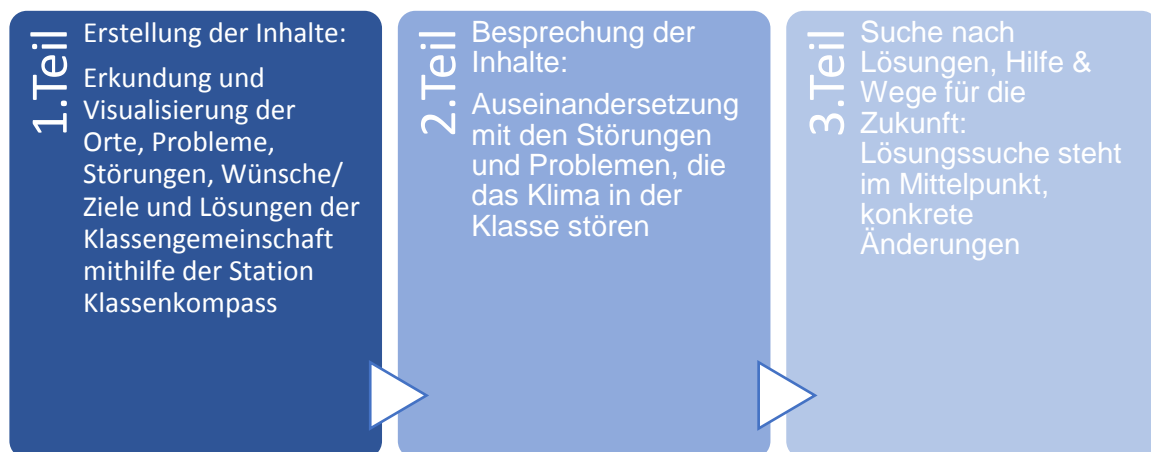 1.Teil
Erstellung der Inhalte:
Erkundung und
Visualisierung der
Orte, Probleme,
Störungen, Wünsche/
Ziele und Lösungen der
Klassengemeinschaft
mithilfe der Station
Klassenkompass
2.Teil
Besprechung der
Inhalte:
Auseinandersetzung
mit den Störungen
und Problemen, die
das Klima in der
Klasse stören
3.Teil
Suche nach
Lösungen, Hilfe &
Wege für die
Zukunft:
Lösungssuche steht
im Mittelpunkt,
konkrete
Änderungen